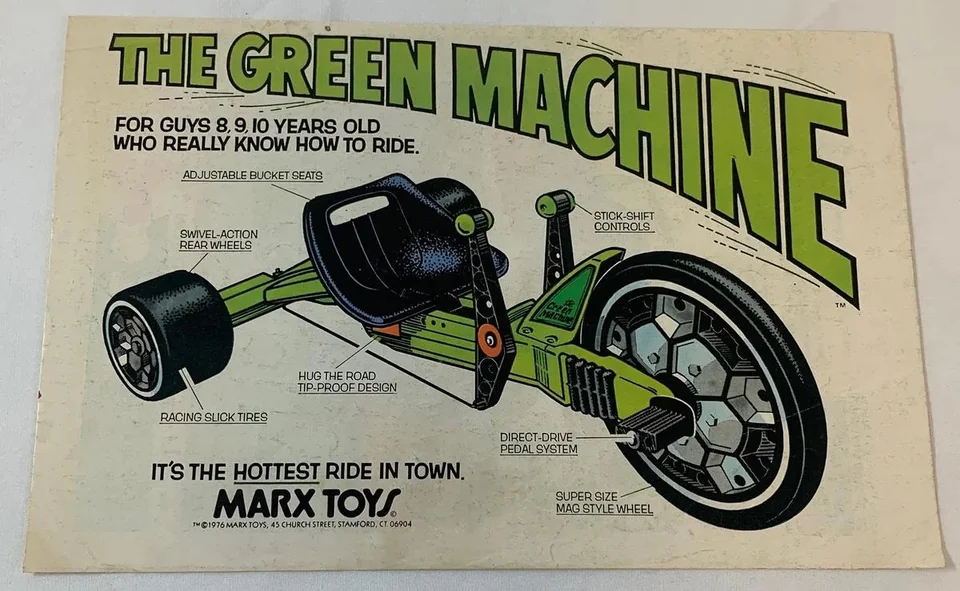 THE GREEN MACHINE
TM
FOR GUYS 8, 9, 10 YEARS OLD
WHO REALLY KNOW HOW TO RIDE.
ADJUSTABLE BUCKET SEATS
STICK-SHIFT
CONTROLS
SWIVEL-ACTION
REAR WHEELS
The
Green
Machine
HUG THE ROAD
TIP-PROOF DESIGN
RACING SLICK TIRES
DIRECT-DRIVE
PEDAL SYSTEM
SUPER SIZE
MAG STYLE WHEEL
IT'S THE HOTTEST RIDE IN TOWN.
MARX TOYS
TM © 1976 MARX TOYS, 45 CHURCH STREET, STAMFORD, CT. 06904